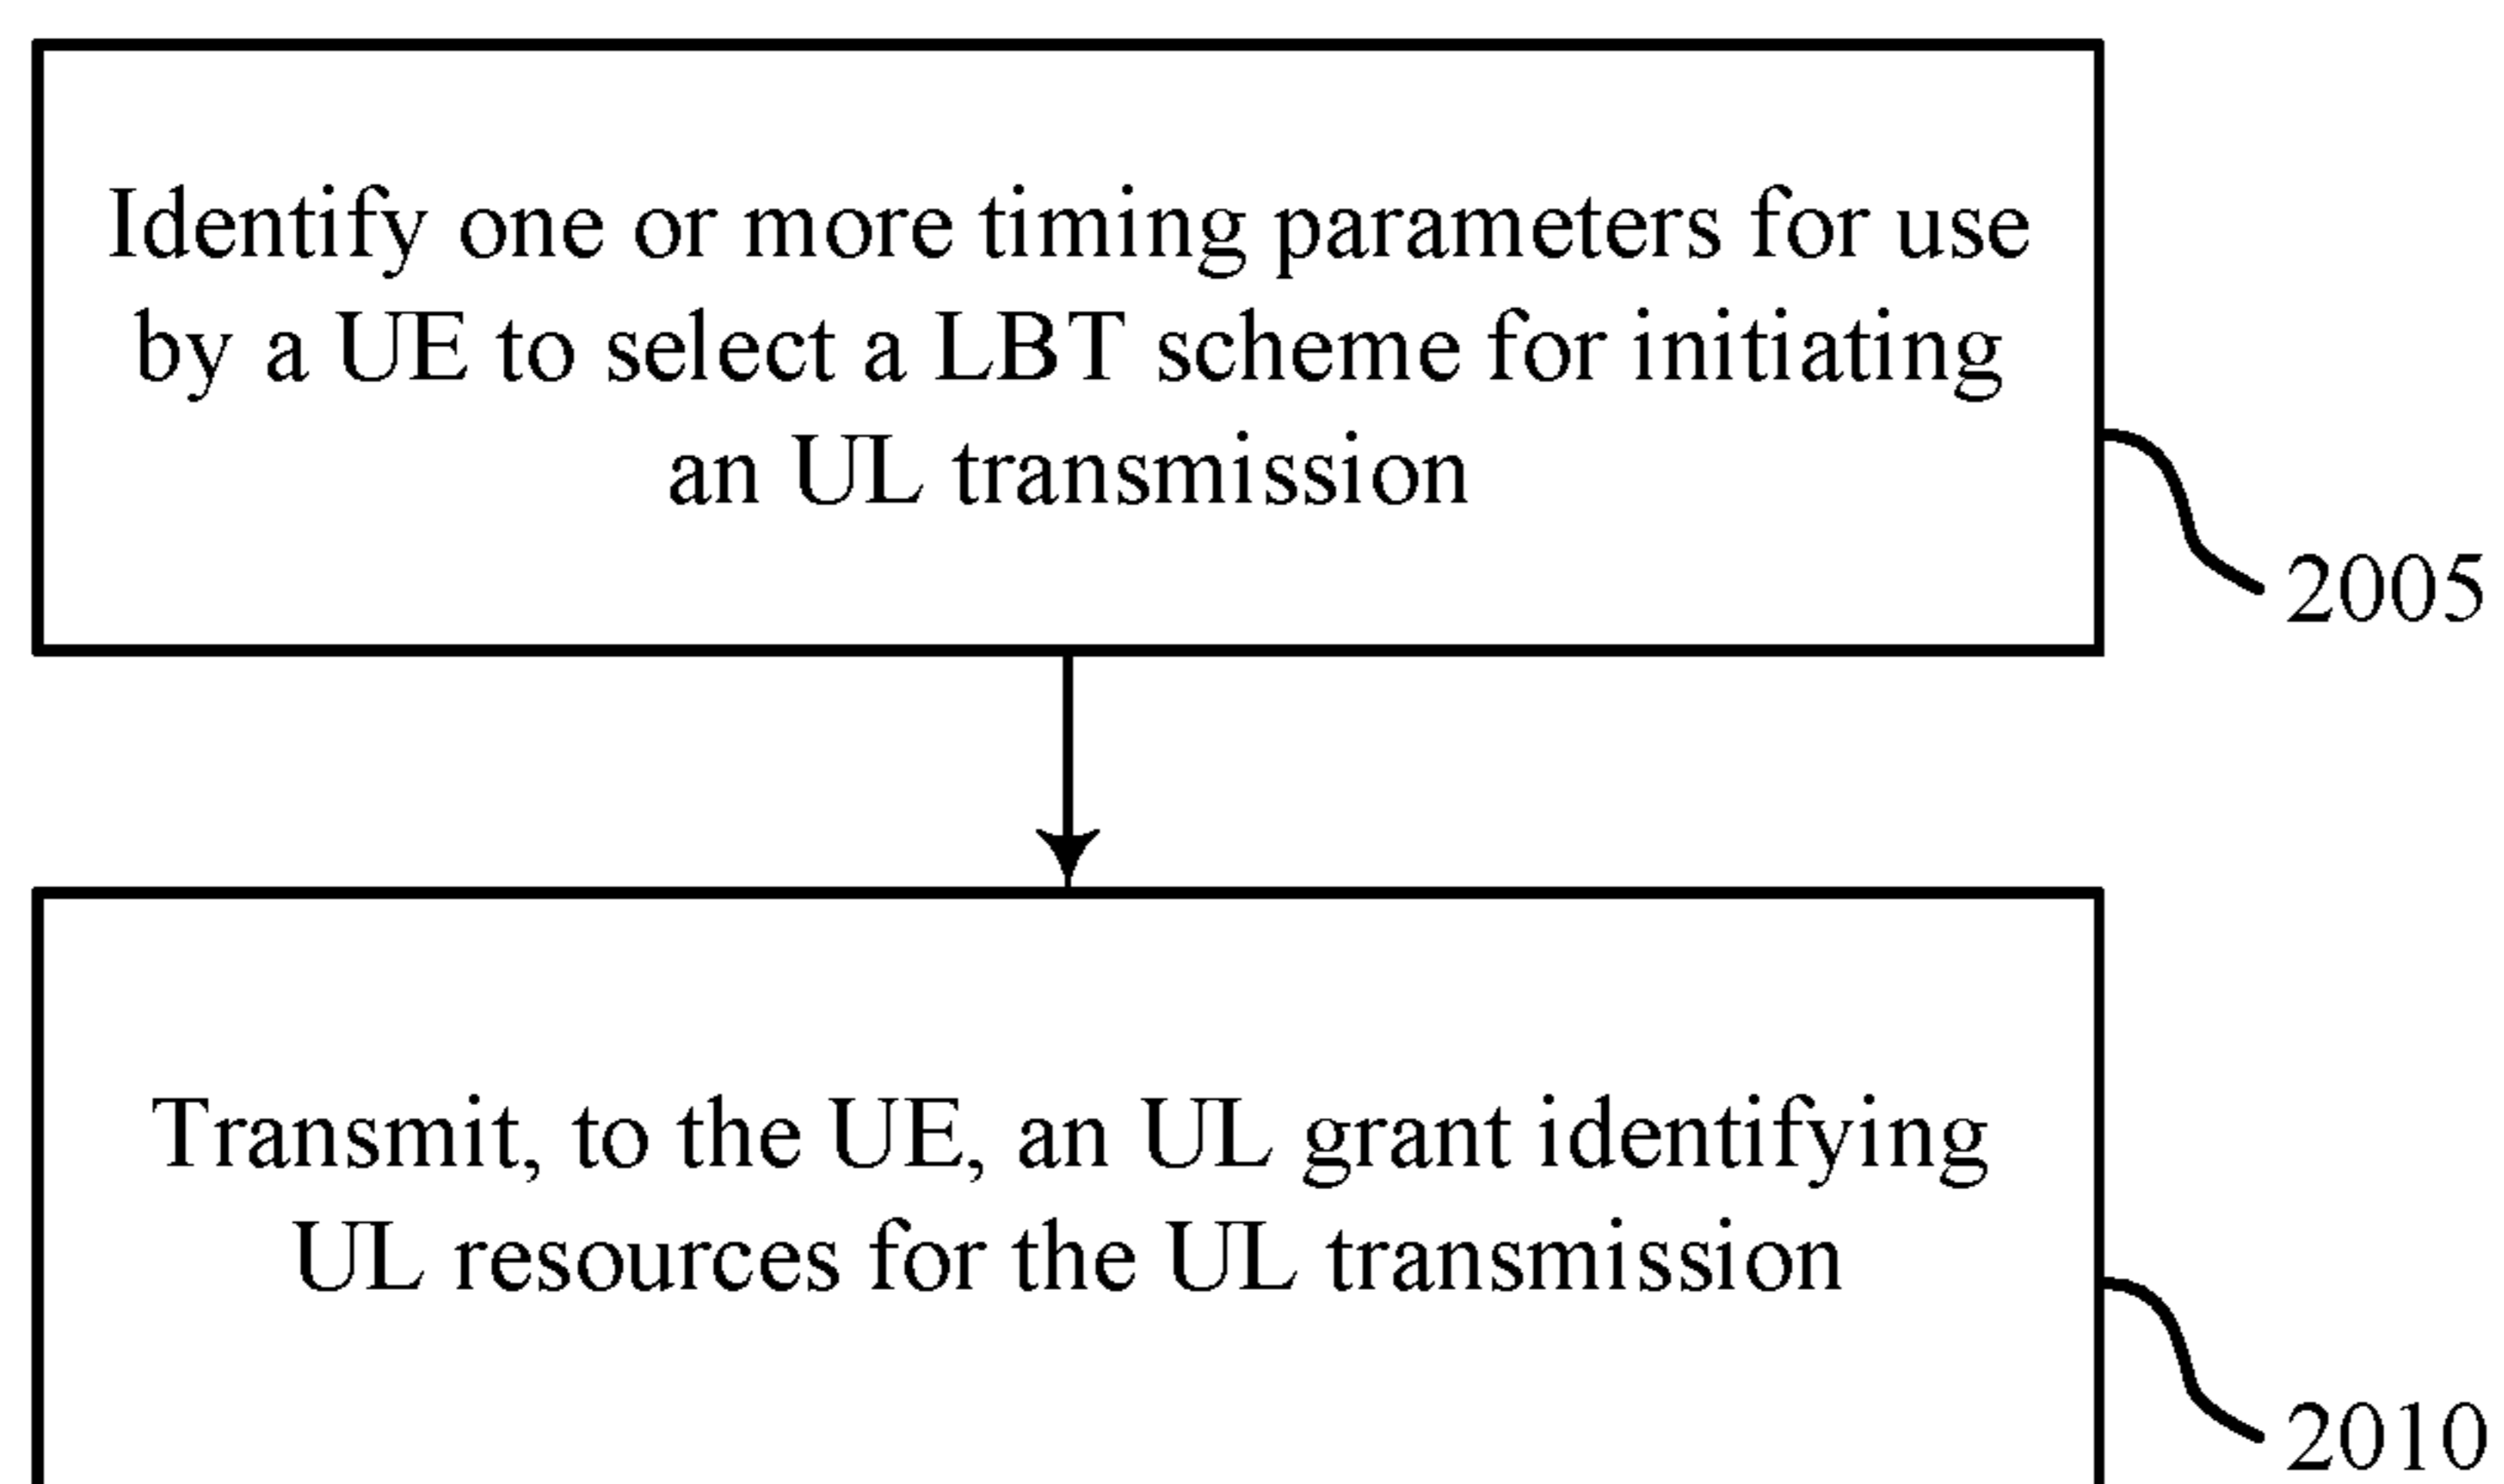 Identify one or more timing parameters for use
by a UE to select a LBT scheme for initiating
an UL transmission
2005
Transmit, to the UE, an UL grant identifying
UL resources for the UL transmission
2010